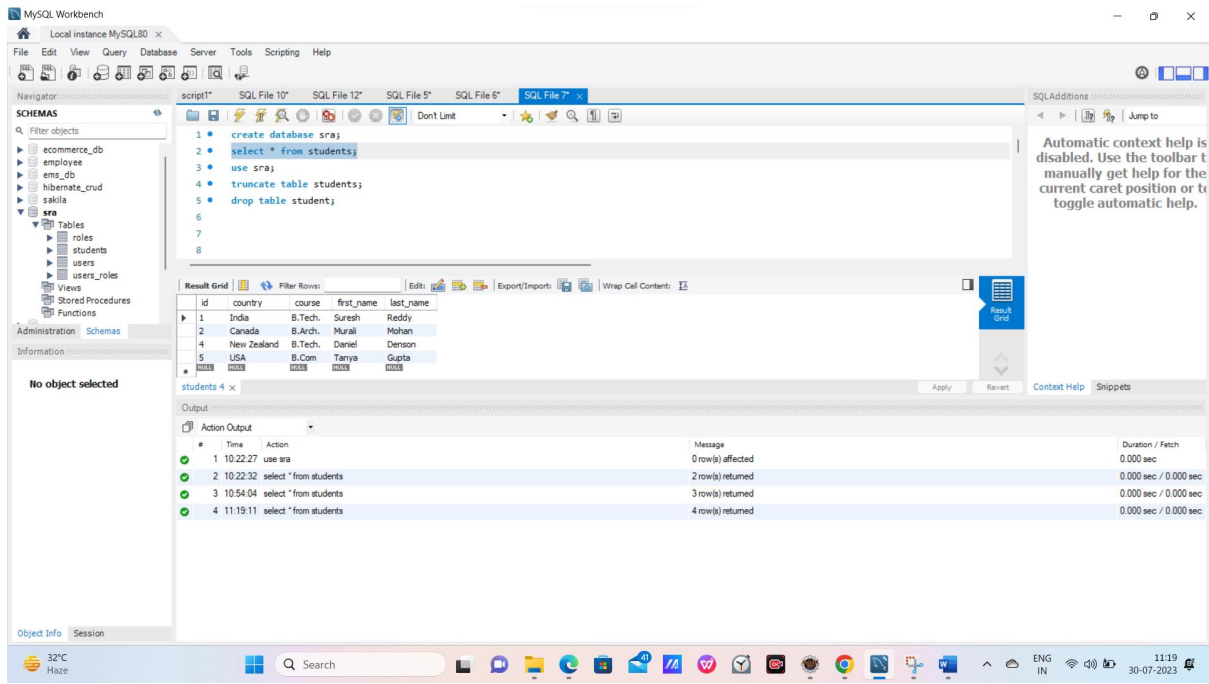 MySQL Workbench
Local instance MySQL80
File Edit View Query Database Server Tools Scripting Help
Navigator
SCHEMAS
Filter objects
ecommerce_db
employee
ems_db
hibernate_crud
sakila
sra
Tables
roles
students
users
users_roles
Views
Stored Procedures
Functions
Administration Schemas
Information
No object selected
Object Info Session
script1* SQL File 10* SQL File 12* SQL File 5* SQL File 6* SQL File 7*
Don't Limit
1 create database sra;
2 select * from students;
3 use sra;
4 truncate table students;
5 drop table student;
6
7
8
Result Grid Filter Rows: Edit: Export/Import: Wrap Cell Content:
id country course first_name last_name
1 India B.Tech. Suresh Reddy
2 Canada B.Arch. Murali Mohan
4 New Zealand B.Tech. Daniel Denson
5 USA B.Com Tanya Gupta
NULL NULL NULL NULL NULL
Result Grid
students 4
Apply Revert
Output
Action Output
# Time Action Message Duration / Fetch
1 10:22:27 use sra 0 row(s) affected 0.000 sec
2 10:22:32 select * from students 2 row(s) returned 0.000 sec / 0.000 sec
3 10:54:04 select * from students 3 row(s) returned 0.000 sec / 0.000 sec
4 11:19:11 select * from students 4 row(s) returned 0.000 sec / 0.000 sec
SQLAdditions
Jump to
Automatic context help is
disabled. Use the toolbar t
manually get help for the
current caret position or to
toggle automatic help.
Context Help Snippets
32°C
Haze
Search
41
ENG
IN
11:19
30-07-2023